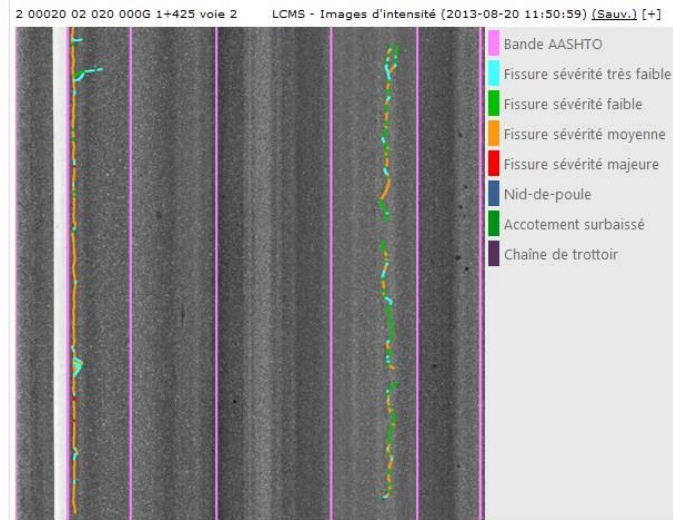 2 00020 02 020 000G 1+425 voie 2 LCMS - Images d'intensité (2013-08-20 11:50:59) (Sauv.) [+]
Bande AASHTO
Fissure sévérité très faible
Fissure sévérité faible
Fissure sévérité moyenne
Fissure sévérité majeure
Nid-de-poule
Accotement surbaissé
Chaîne de trottoir